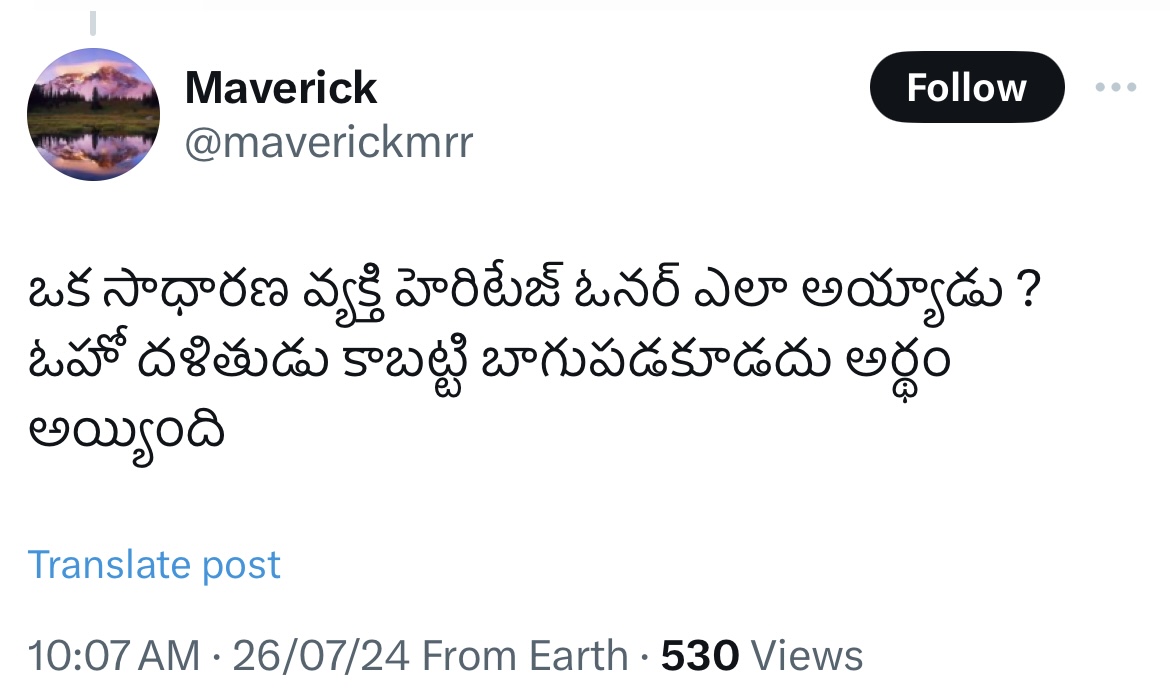 Maverick
Follow
@maverickmrr
ఒక సాధారణ వ్యక్తి హెరిటేజ్ ఓనర్ ఎలా అయ్యాడు ?
ఓహో దళితుడు కాబట్టి బాగుపడకూడదు అర్థం
అయ్యింది
Translate post
10:07 AM · 26/07/24 From Earth · 530 Views